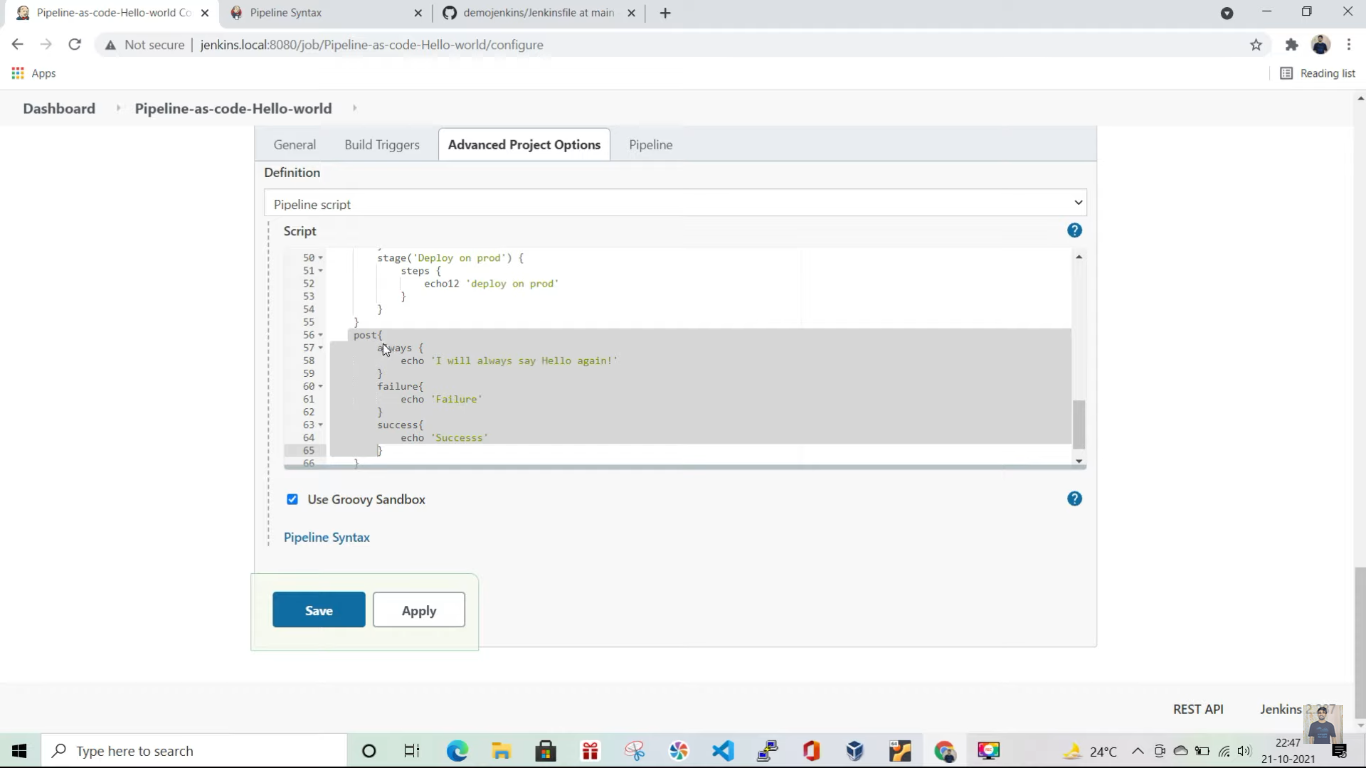 Pipeline-as-code-Hello-world Co
Pipeline Syntax
demojenkins/Jenkinsfile at main
Not secure
jenkins.local:8080/job/Pipeline-as-code-Hello-world/configure
Apps
Reading list
Dashboard
Pipeline-as-code-Hello-world
General
Build Triggers
Advanced Project Options
Pipeline
Definition
Pipeline script
Script
50 stage('Deploy on prod') {
51 steps {
52 echo12 'deploy on prod'
53 }
54 }
55 }
56 post{
57 always {
58 echo 'I will always say Hello again!'
59 }
60 failure{
61 echo 'Failure'
62 }
63 success{
64 echo 'Successs'
65 }
66 }
Use Groovy Sandbox
Pipeline Syntax
Save
Apply
REST API
Jenkins
Type here to search
24°C
22:47
21-10-2021